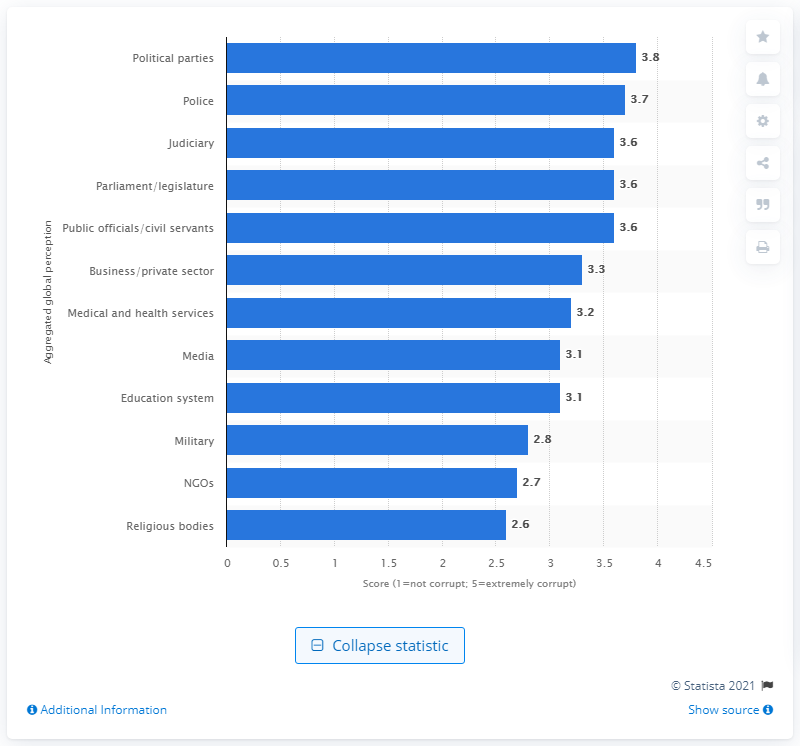 Political parties 3.8
Police 3.7
Judiciary 3.6
Parliament/legislature 3.6
Public officials/civil servants 3.6
Business/private sector 3.3
Medical and health services 3.2
Media 3.1
Education system 3.1
Military 2.8
NGOs 2.7
Religious bodies 2.6
Aggregated global perception
0 0.5 1 1.5 2 2.5 3 3.5 4 4.5
Score (1=not corrupt; 5=extremely corrupt)
Collapse statistic
© Statista 2021
Additional Information
Show source